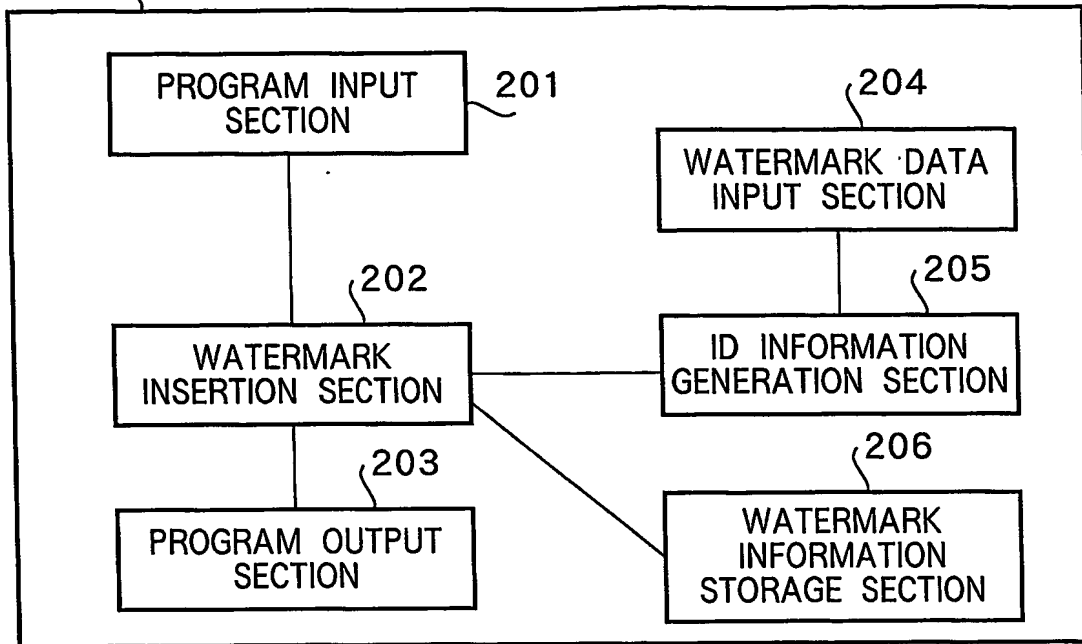 PROGRAM INPUT
SECTION
201
204
WATERMARK DATA
INPUT SECTION
202
205
WATERMARK
INSERTION SECTION
ID INFORMATION
GENERATION SECTION
203
206
PROGRAM OUTPUT
SECTION
WATERMARK
INFORMATION
STORAGE SECTION